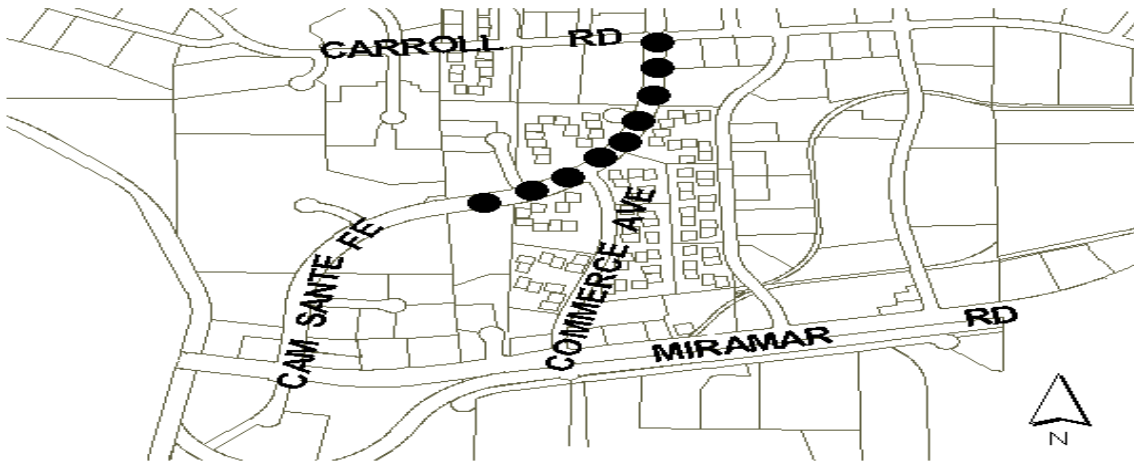 CARROLL RD
CAM SANTE FE
COMMERCE AVE
MIRAMAR RD
N